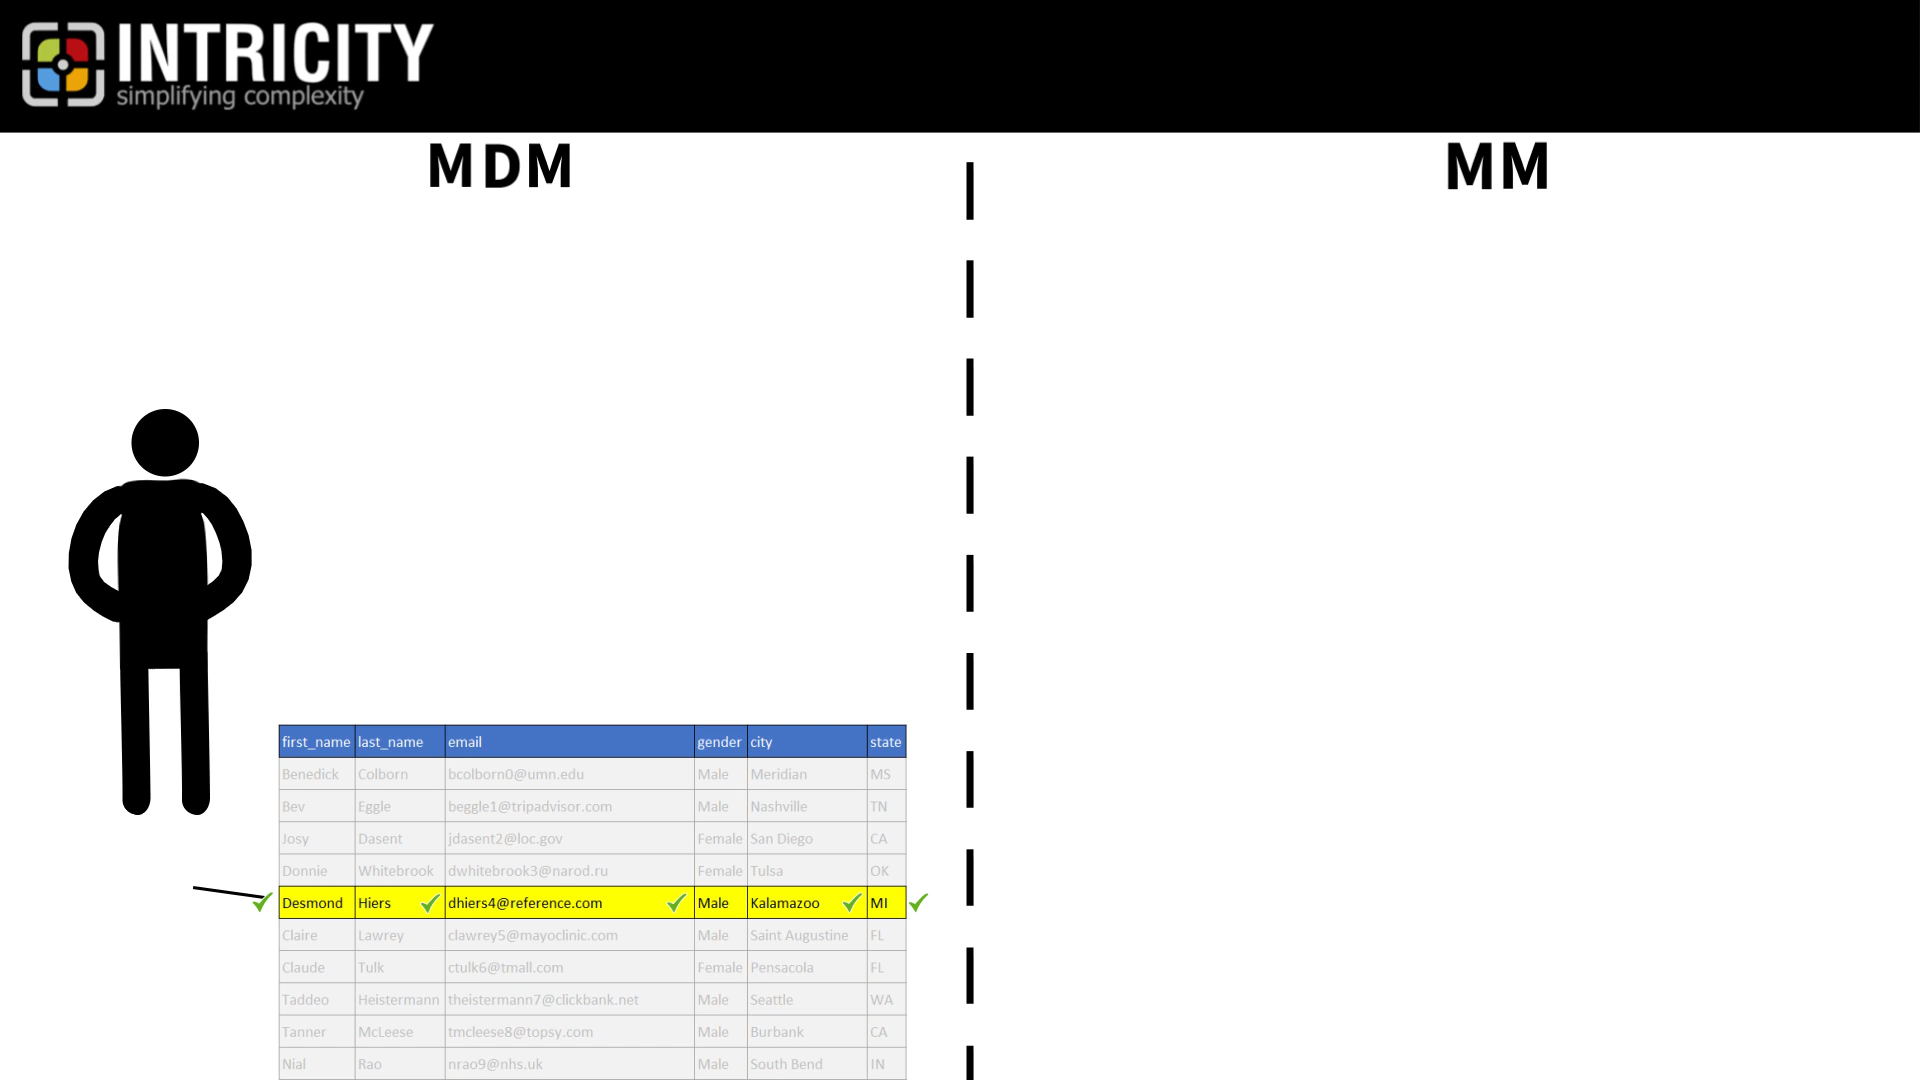 INTRICITY
simplifying complexity
MDM
MM
first_name last_name email gender city state
Benedick Colborn bcolborn0@umn.edu Male Meridian MS
Bev Eggle beggle1@tripadvisor.com Male Nashville TN
Josy Dasent jdasent2@loc.gov Female San Diego CA
Donnie Whitebrook dwhitebrook3@narod.ru Female Tulsa OK
Desmond Hiers dhiers4@reference.com Male Kalamazoo MI
Claire Lawrey clawrey5@mayoclinic.com Male Saint Augustine FL
Claude Tulk ctulk6@tmall.com Female Pensacola FL
Taddeo Heistermann theistermann7@clickbank.net Male Seattle WA
Tanner McLeese tmcleese8@topsy.com Male Burbank CA
Nial Rao nrao9@nhs.uk Male South Bend IN